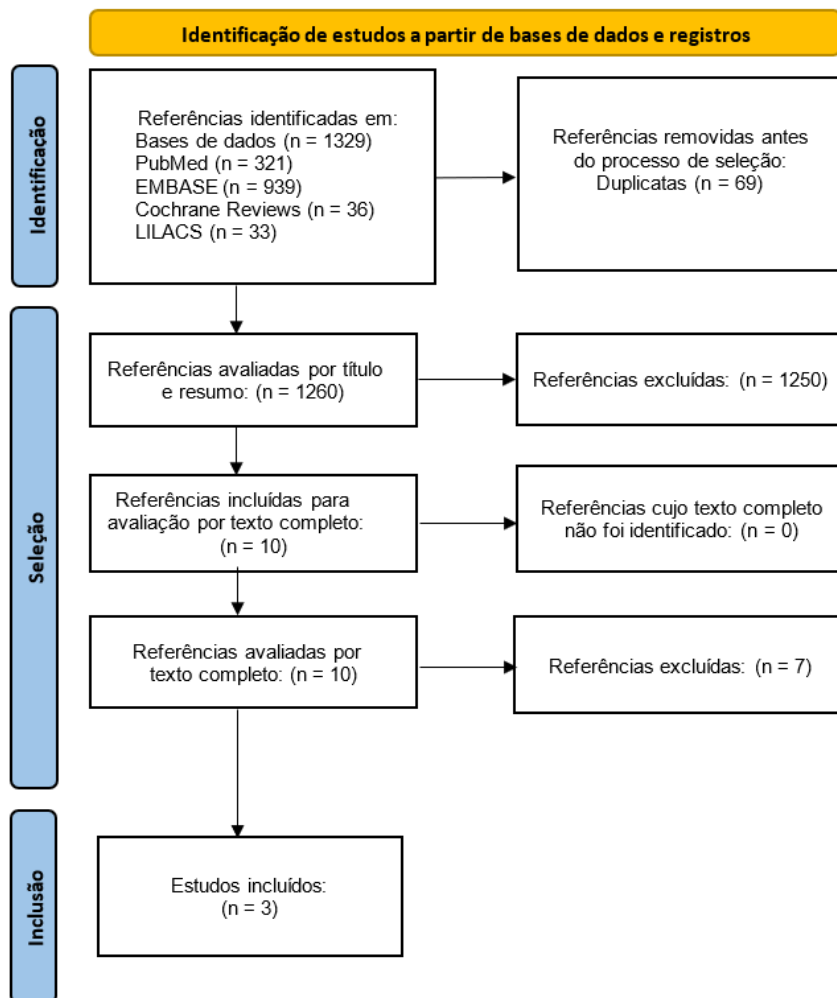 Identificação de estudos a partir de bases de dados e registros
Identificação
Referências identificadas em:
Bases de dados (n = 1329)
PubMed (n = 321)
EMBASE (n = 939)
Cochrane Reviews (n = 36)
LILACS (n = 33)
Referências removidas antes
do processo de seleção:
Duplicatas (n = 69)
Seleção
Referências avaliadas por título
e resumo: (n = 1260)
Referências excluídas: (n = 1250)
Referências incluídas para
avaliação por texto completo:
(n = 10)
Referências cujo texto completo
não foi identificado: (n = 0)
Referências avaliadas por
texto completo: (n = 10)
Referências excluídas: (n = 7)
Inclusão
Estudos incluídos:
(n = 3)